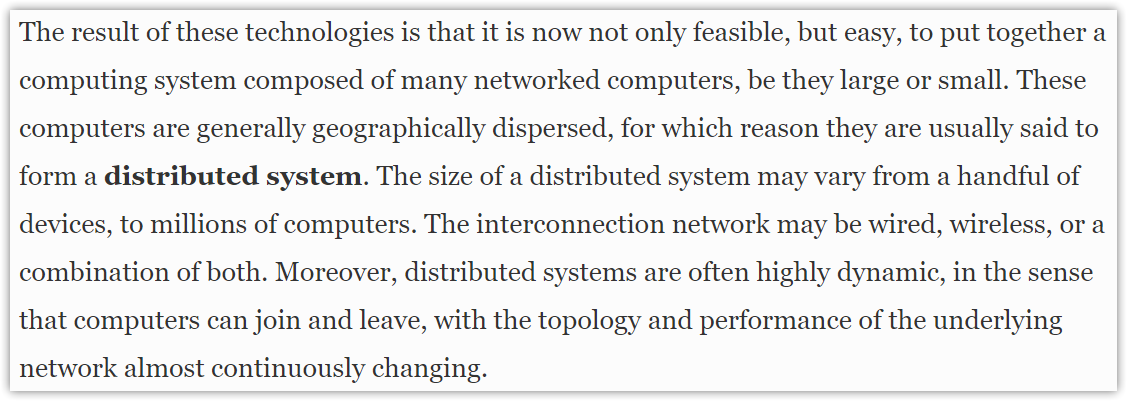 The result of these technologies is that it is now not only feasible, but easy, to put together a
computing system composed of many networked computers, be they large or small. These
computers are generally geographically dispersed, for which reason they are usually said to
form a distributed system. The size of a distributed system may vary from a handful of
devices, to millions of computers. The interconnection network may be wired, wireless, or a
combination of both. Moreover, distributed systems are often highly dynamic, in the sense
that computers can join and leave, with the topology and performance of the underlying
network almost continuously changing.